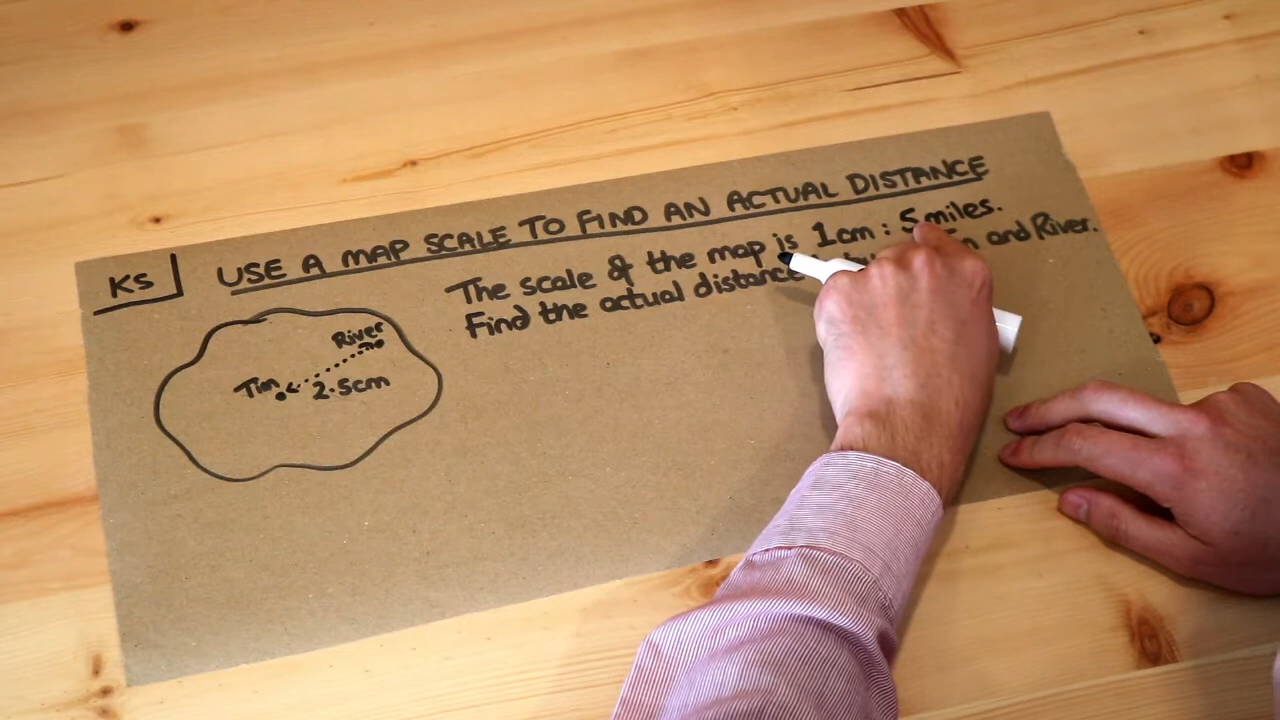 USE A MAP SCALE TO FIND AN ACTUAL DISTANCE
KS
The scale of the map is 1cm : 5 miles.
Find the actual distance and River.
River
Tim
2.5cm